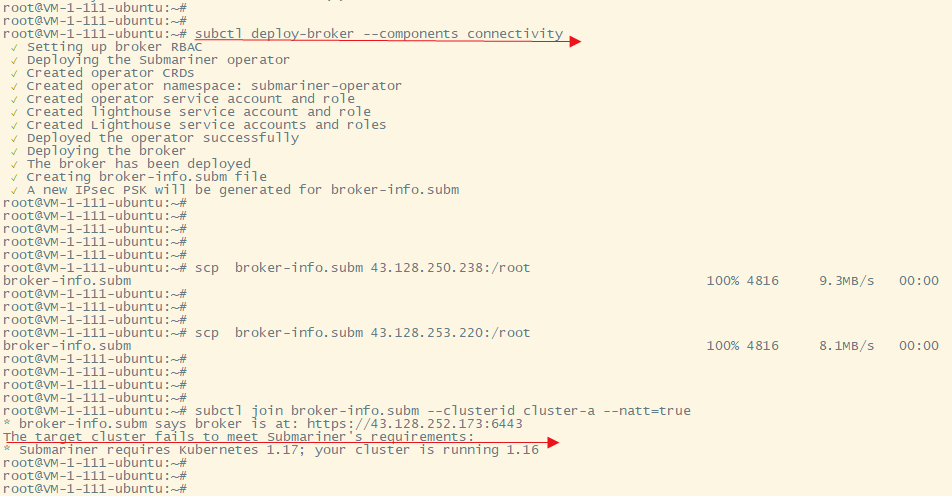 root@VM-1-111-ubuntu:~#
root@VM-1-111-ubuntu:~#
root@VM-1-111-ubuntu:~# subctl deploy-broker --components connectivity
✓ Setting up broker RBAC
✓ Deploying the Submariner operator
✓ Created operator CRDs
✓ Created operator namespace: submariner-operator
✓ Created operator service account and role
✓ Created lighthouse service account and role
✓ Created Lighthouse service accounts and roles
✓ Deployed the operator successfully
✓ Deploying the broker
✓ The broker has been deployed
✓ Creating broker-info.subm file
✓ A new IPsec PSK will be generated for broker-info.subm
root@VM-1-111-ubuntu:~#
root@VM-1-111-ubuntu:~#
root@VM-1-111-ubuntu:~#
root@VM-1-111-ubuntu:~#
root@VM-1-111-ubuntu:~#
root@VM-1-111-ubuntu:~# scp  broker-info.subm 43.128.250.238:/root
broker-info.subm 100% 4816 9.3MB/s 00:00
root@VM-1-111-ubuntu:~#
root@VM-1-111-ubuntu:~#
root@VM-1-111-ubuntu:~#
root@VM-1-111-ubuntu:~# scp  broker-info.subm 43.128.253.220:/root
broker-info.subm 100% 4816 8.1MB/s 00:00
root@VM-1-111-ubuntu:~#
root@VM-1-111-ubuntu:~#
root@VM-1-111-ubuntu:~#
root@VM-1-111-ubuntu:~#
root@VM-1-111-ubuntu:~# subctl join broker-info.subm --clusterid cluster-a --natt=true
* broker-info.subm says broker is at: https://43.128.252.173:6443
The target cluster fails to meet Submariner's requirements:
* Submariner requires Kubernetes 1.17; your cluster is running 1.16
root@VM-1-111-ubuntu:~#
root@VM-1-111-ubuntu:~#
root@VM-1-111-ubuntu:~#